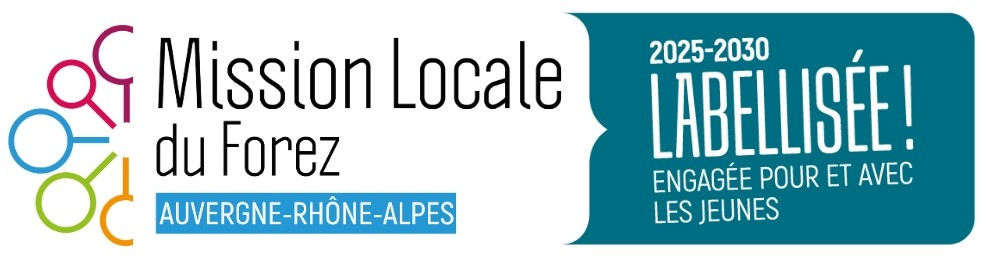 Mission Locale
du Forez
AUVERGNE-RHÔNE-ALPES
2025-2030
LABELLISÉE !
ENGAGÉE POUR ET AVEC
LES JEUNES